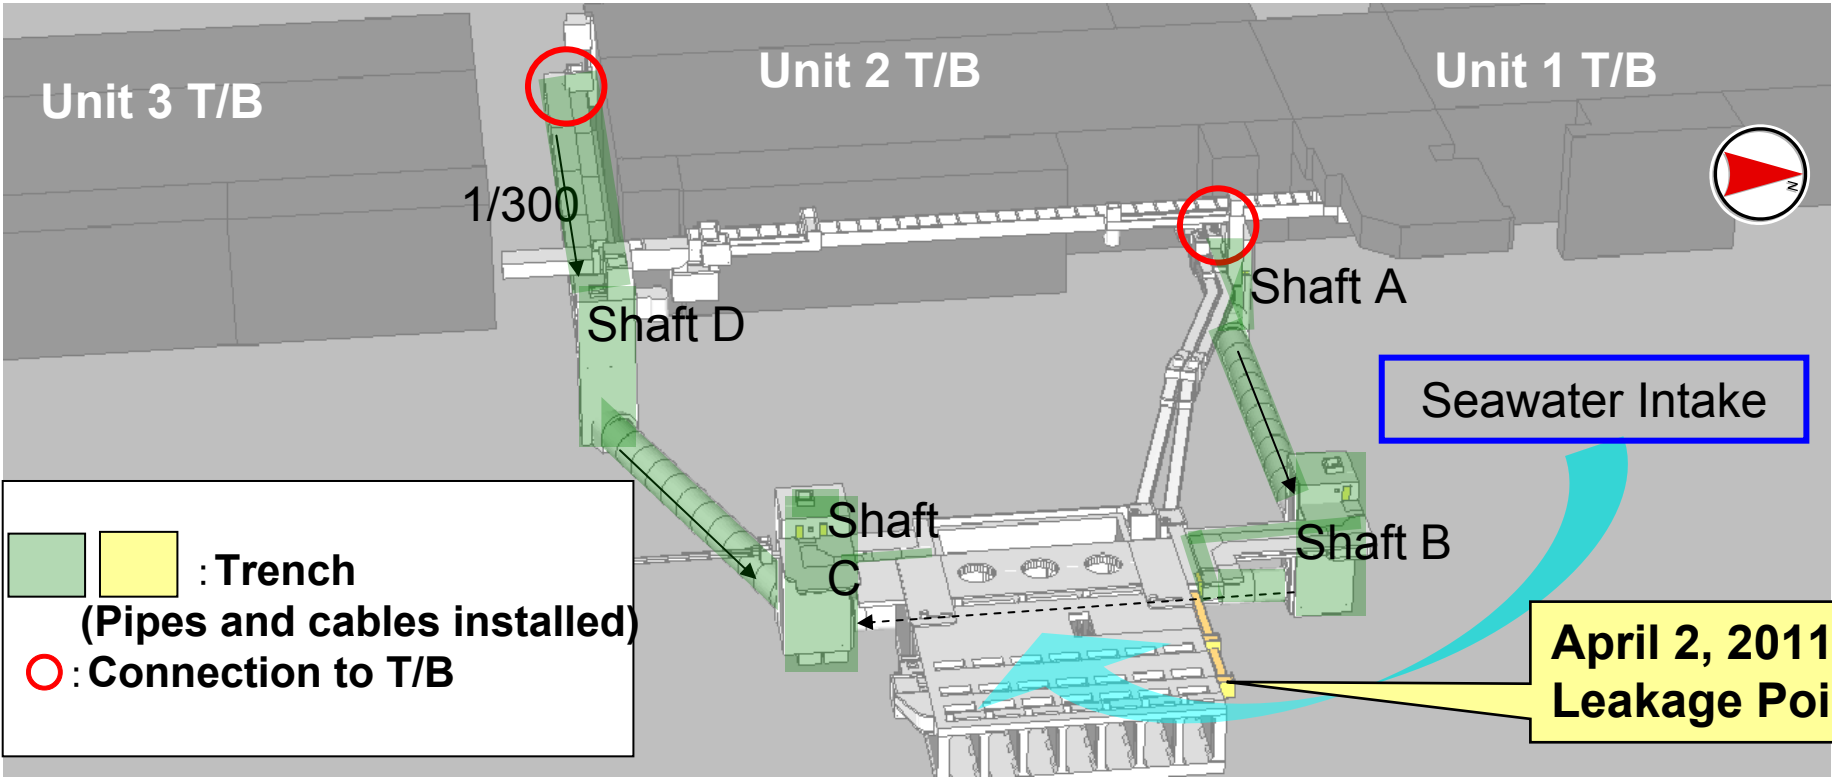 Unit 3 T/B
Unit 2 T/B
Unit 1 T/B
N
1/300
Shaft D
Shaft A
Seawater Intake
Shaft
C
Shaft B
: Trench
(Pipes and cables installed)
: Connection to T/B
April 2, 2011
Leakage Poi